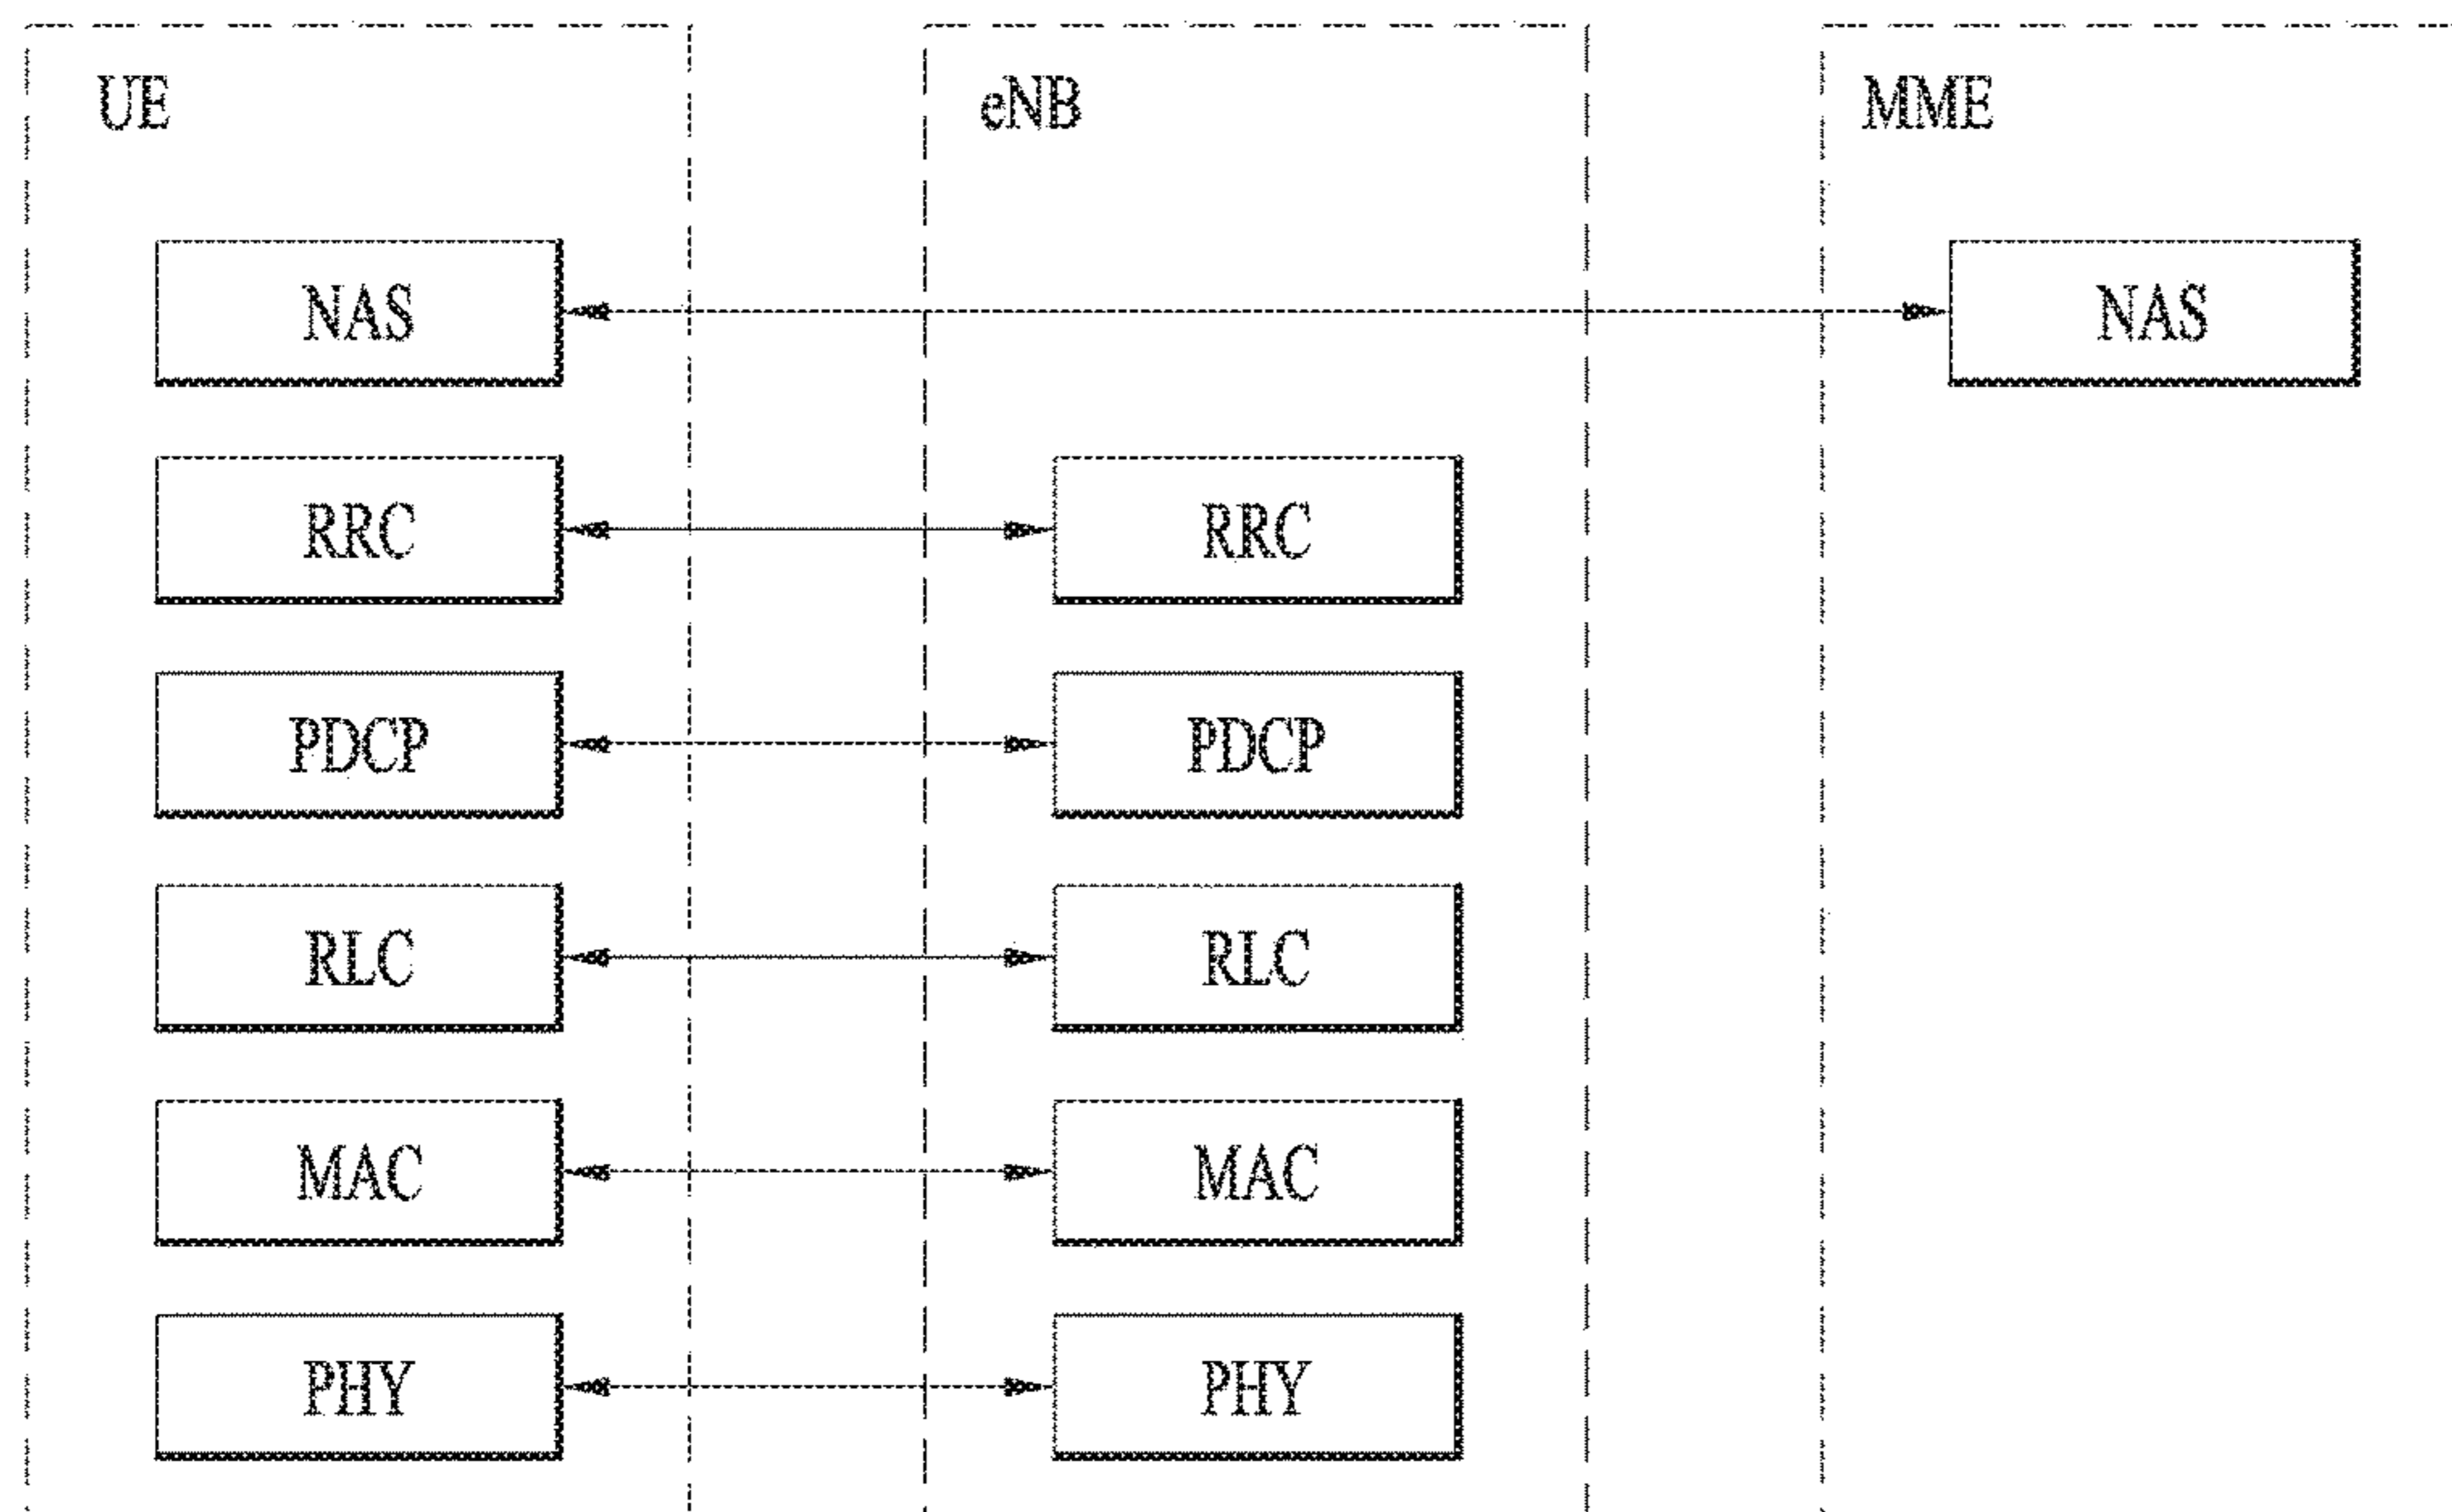 UE eNB MME
NAS NAS
RRC RRC
PDCP PDCP
RLC RLC
MAC MAC
PHY PHY